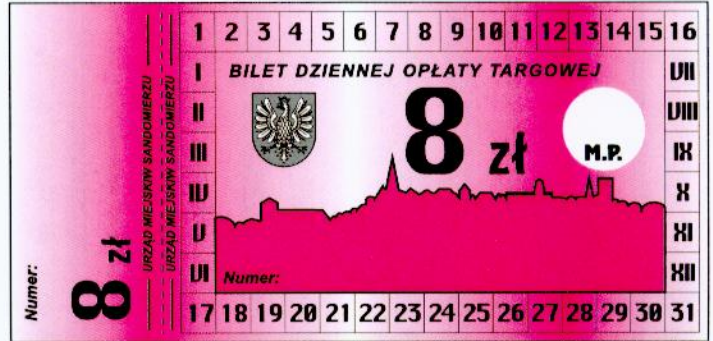 Numer:
8 zł
URZĄD MIEJSKI W SANDOMIERZU
URZĄD MIEJSKI W SANDOMIERZU
1 2 3 4 5 6 7 8 9 10 11 12 13 14 15 16
I BILET DZIENNEJ OPŁATY TARGOWEJ VII
II VIII
III 8 zł M.P. IX
IV X
V XI
VI Numer: XII
17 18 19 20 21 22 23 24 25 26 27 28 29 30 31